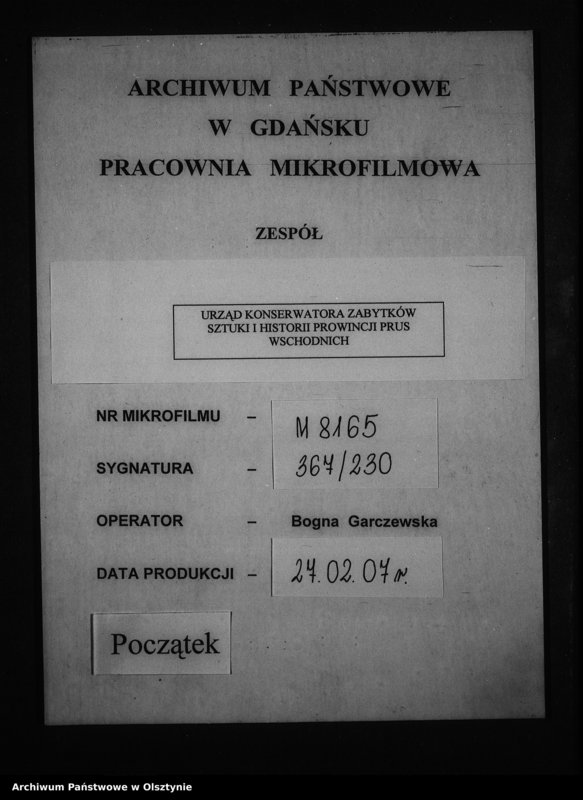 ARCHIWUM PAŃSTWOWE
W GDAŃSKU
PRACOWNIA MIKROFILMOWA
ZESPÓŁ
URZĄD KONSERWATORA ZABYTKÓW
SZTUKI I HISTORII PROWINCJI PRUS
WSCHODNICH
NR MIKROFILMU – M 8165
SYGNATURA – 367/230
OPERATOR – Bogna Garczewska
DATA PRODUKCJI – 27.02.07 r.
Początek
Archiwum Państwowe w Olsztynie